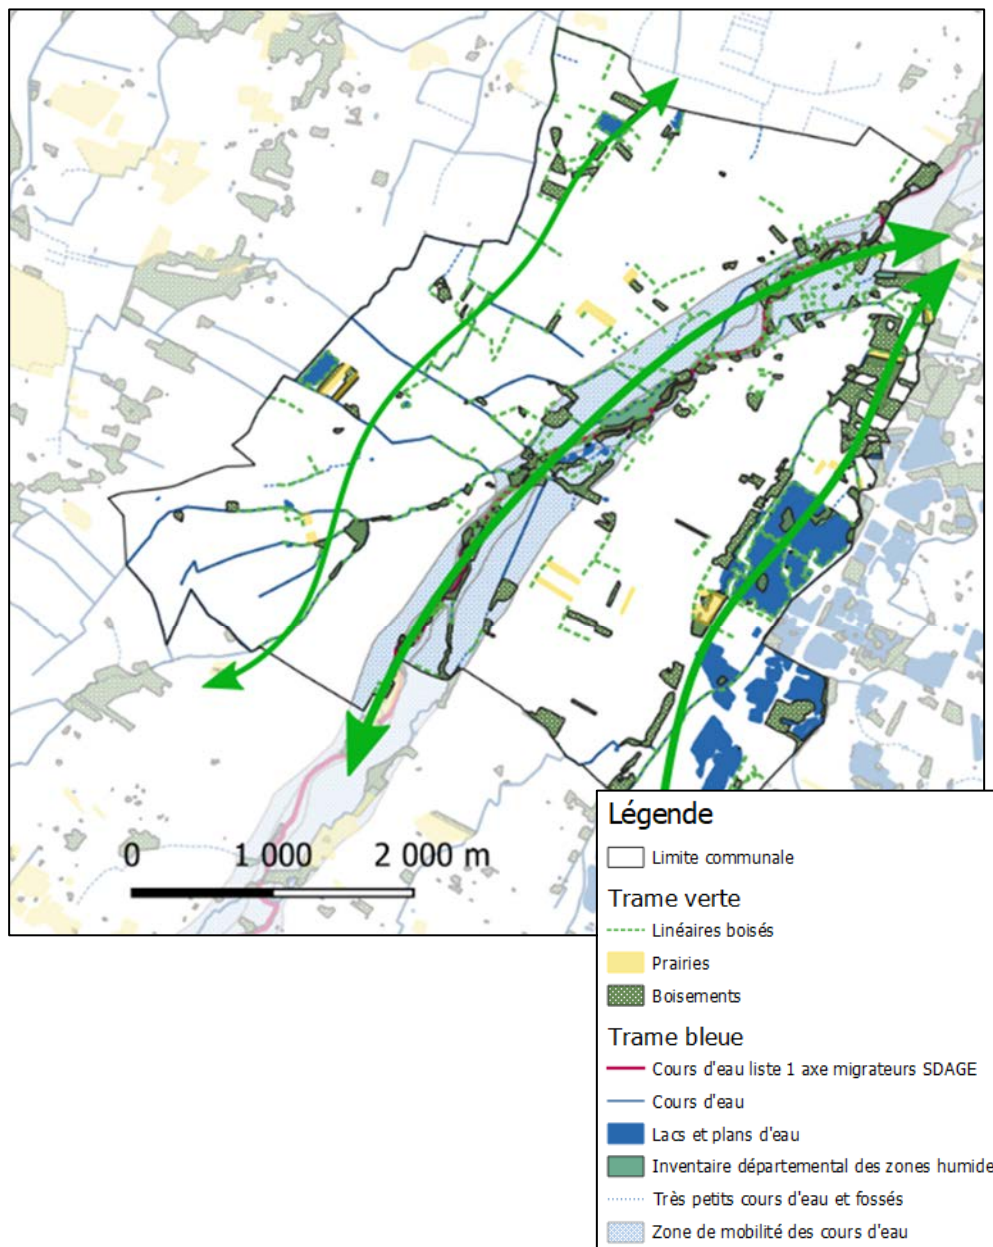 0 1 000 2 000 m
Légende
Limite communale
Trame verte
Linéaires boisés
Prairies
Boisements
Trame bleue
Cours d'eau liste 1 axe migrateurs SDAGE
Cours d'eau
Lacs et plans d'eau
Inventaire départemental des zones humide
Très petits cours d'eau et fossés
Zone de mobilité des cours d'eau